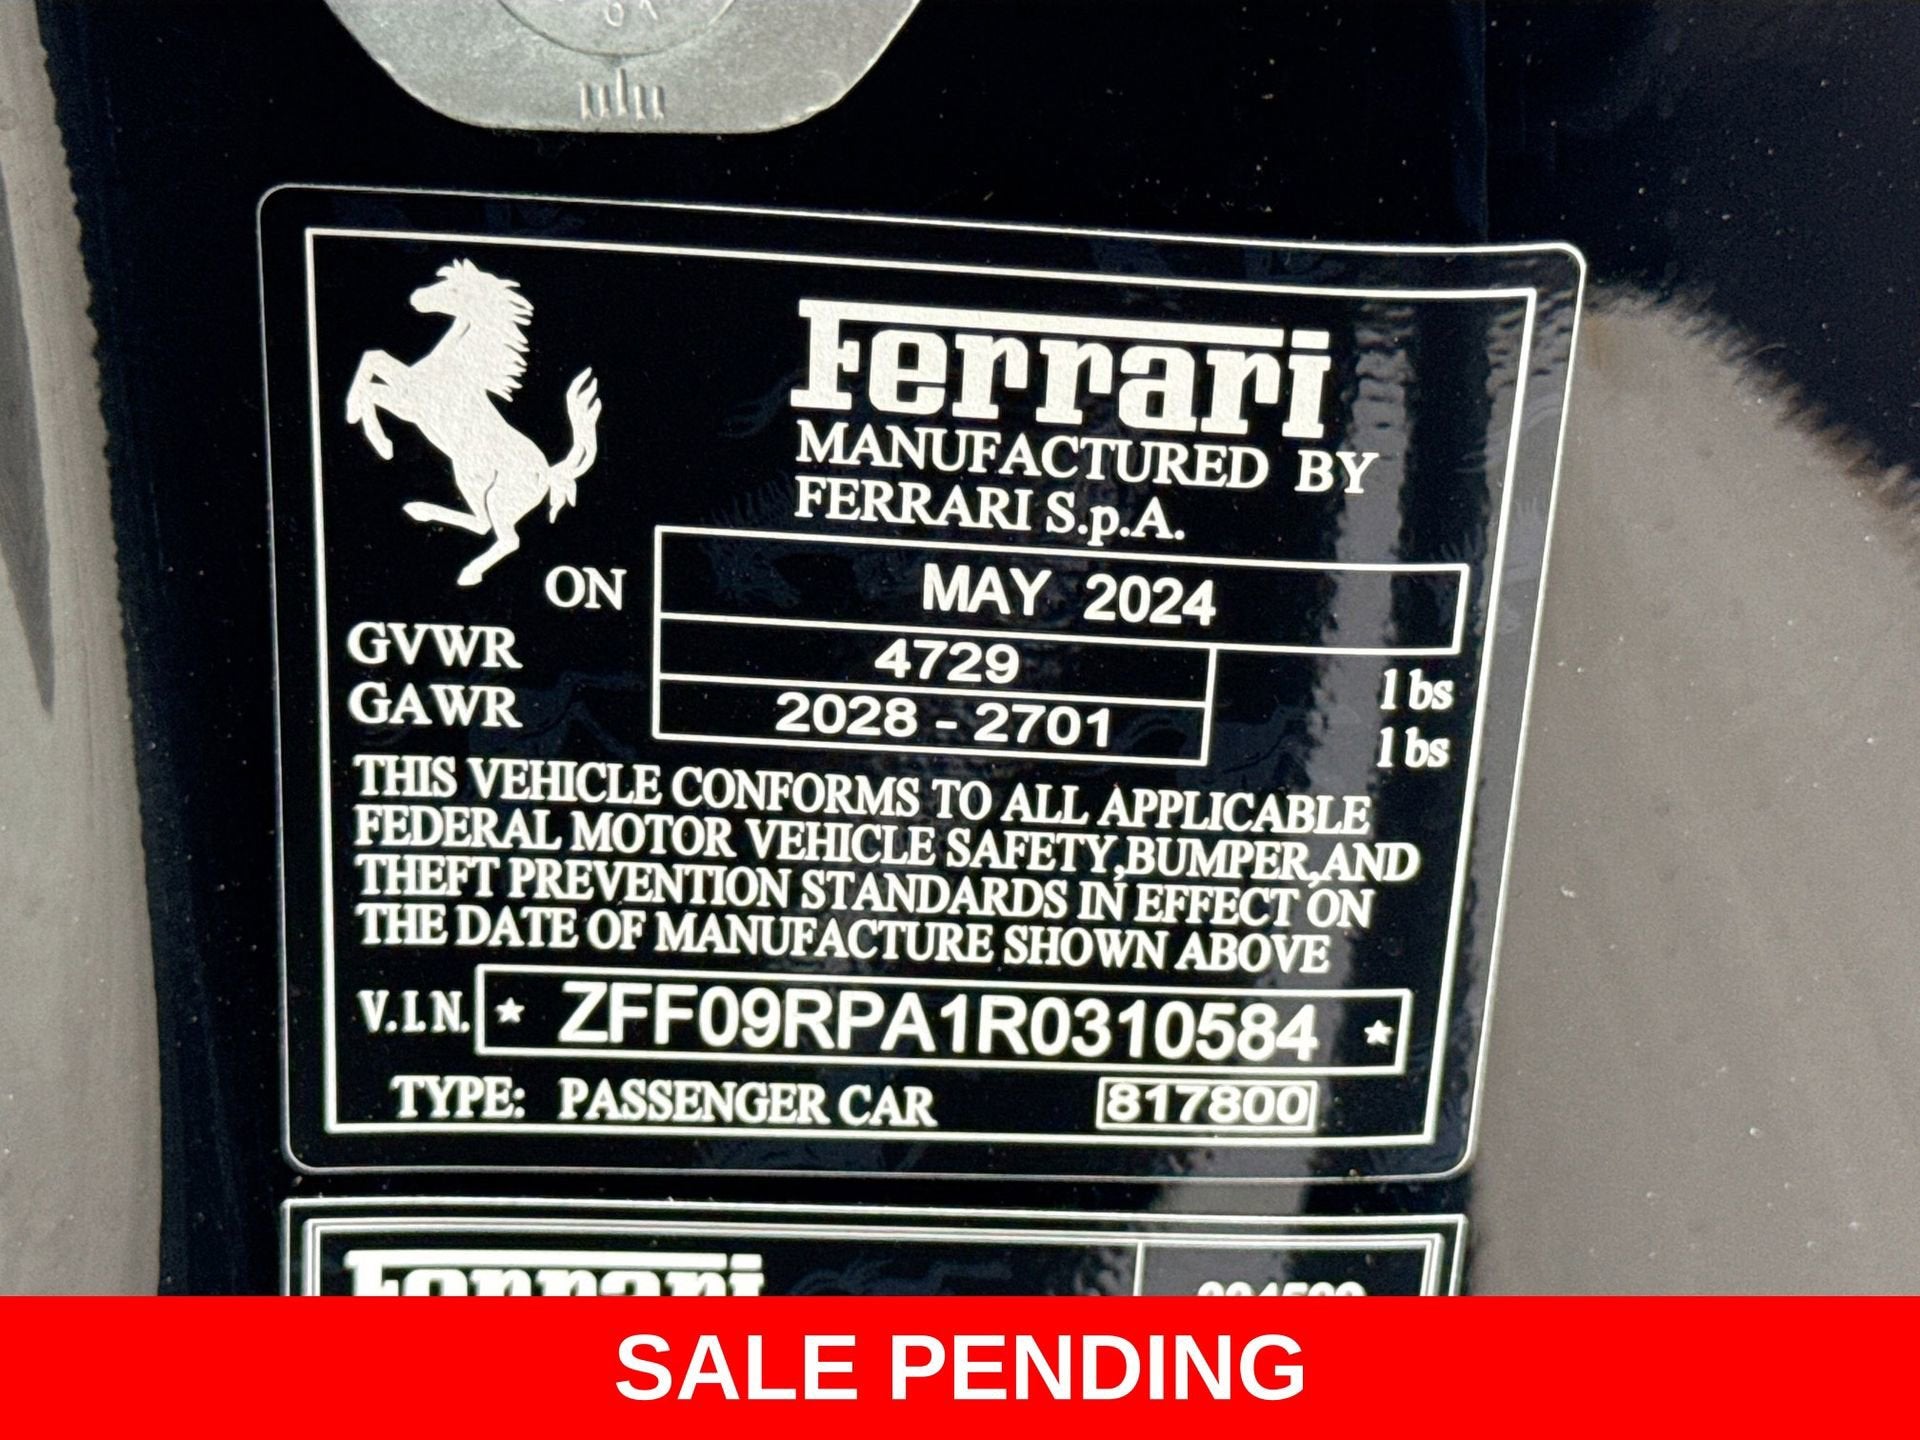 Ferrari
MANUFACTURED BY
FERRARI S.p.A.
ON MAY 2024
GVWR 4729 lbs
GAWR 2028 - 2701 lbs
THIS VEHICLE CONFORMS TO ALL APPLICABLE
FEDERAL MOTOR VEHICLE SAFETY,BUMPER,AND
THEFT PREVENTION STANDARDS IN EFFECT ON
THE DATE OF MANUFACTURE SHOWN ABOVE
V.I.N. * ZFF09RPA1R0310584 *
TYPE: PASSENGER CAR 817800
Ferrari
SALE PENDING